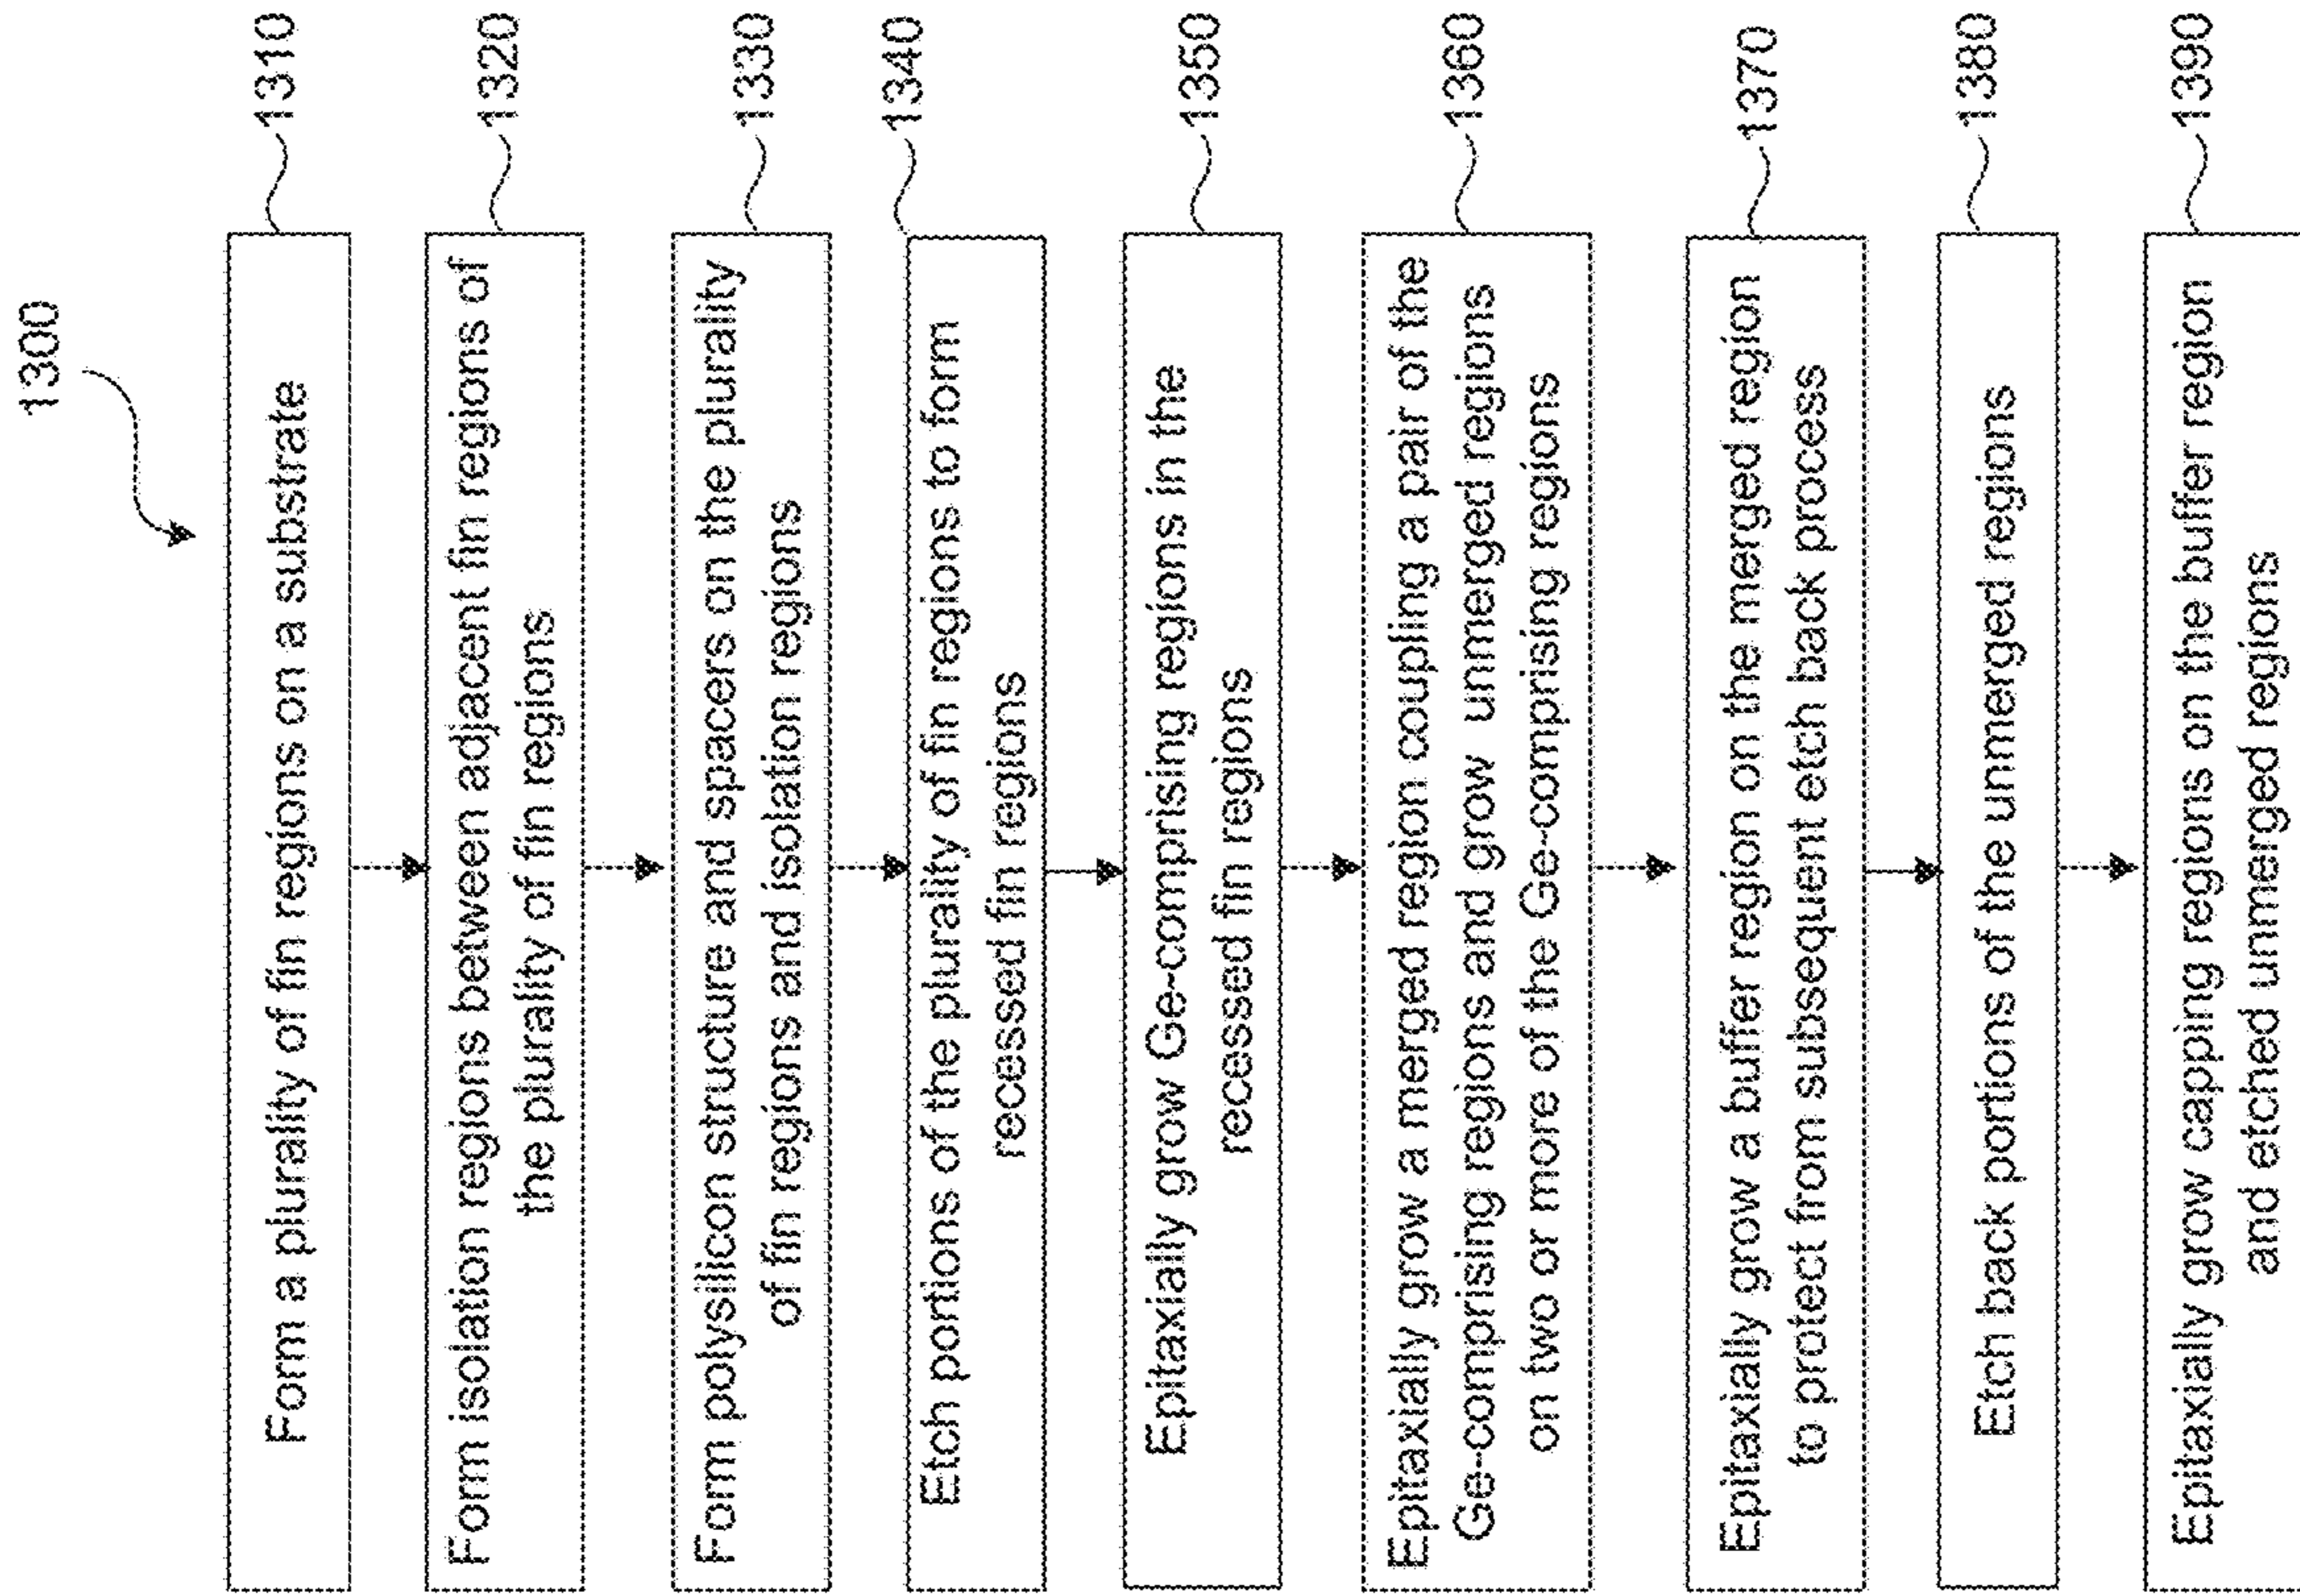 1300
Form a plurality of fin regions on a substrate
1310
Form isolation regions between adjacent fin regions of
the plurality of fin regions
1320
Form polysilicon structure and spacers on the plurality
of fin regions and isolation regions
1330
Etch portions of the plurality of fin regions to form
recessed fin regions
1340
Epitaxially grow Ge-comprising regions in the
recessed fin regions
1350
Epitaxially grow a merged region coupling a pair of the
Ge-comprising regions and grow unmerged regions
on two or more of the Ge-comprising regions
1360
Epitaxially grow a buffer region on the merged region
to protect from subsequent etch back process
1370
Etch back portions of the unmerged regions
1380
Epitaxially grow capping regions on the buffer region
and etched unmerged regions
1390